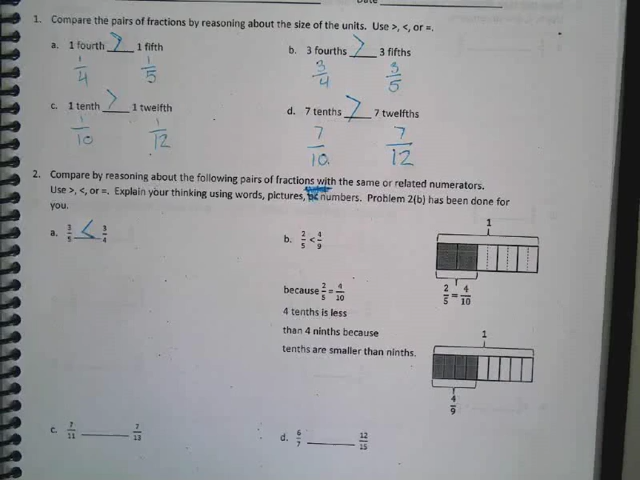 Date
1. Compare the pairs of fractions by reasoning about the size of the units. Use >, <, or =.
a. 1 fourth > 1 fifth
b. 3 fourths > 3 fifths
1/4 1/5
3/4 3/5
c. 1 tenth > 1 twelfth
d. 7 tenths > 7 twelfths
1/10 1/12
7/10 7/12
2. Compare by reasoning about the following pairs of fractions with the same or related numerators.
Use >, <, or =. Explain your thinking using words, pictures, numbers. Problem 2(b) has been done for
you.
a. 3/5 < 3/4
b. 2/5 < 4/9
1
2/5 = 4/10
because 2/5 = 4/10
4 tenths is less
than 4 ninths because
tenths are smaller than ninths.
1
4/9
c. 7/11 ______ 7/13
d. 6/7 ______ 12/15